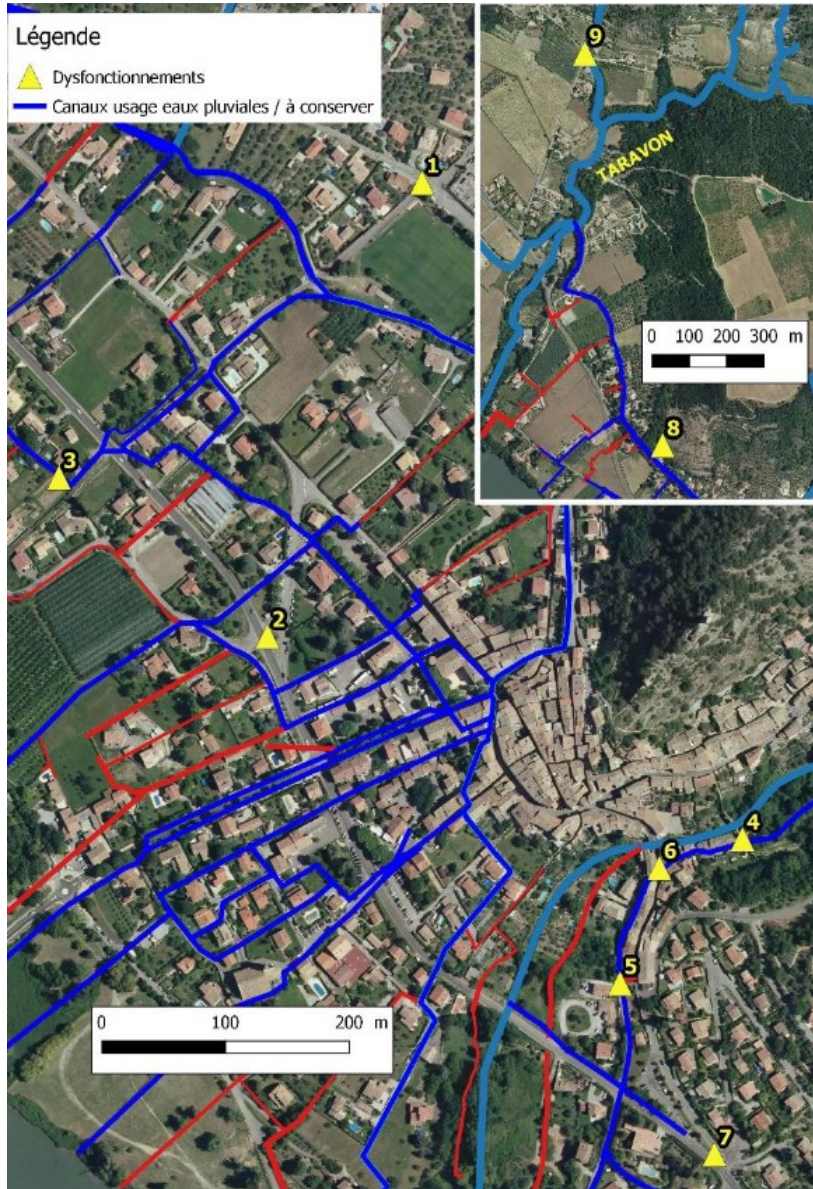 Légende
Dysfonctionnements
Canaux usage eaux pluviales / à conserver
1
2
3
4
6
5
7
0 100 200 m
9
TARAVON
0 100 200 300 m
8